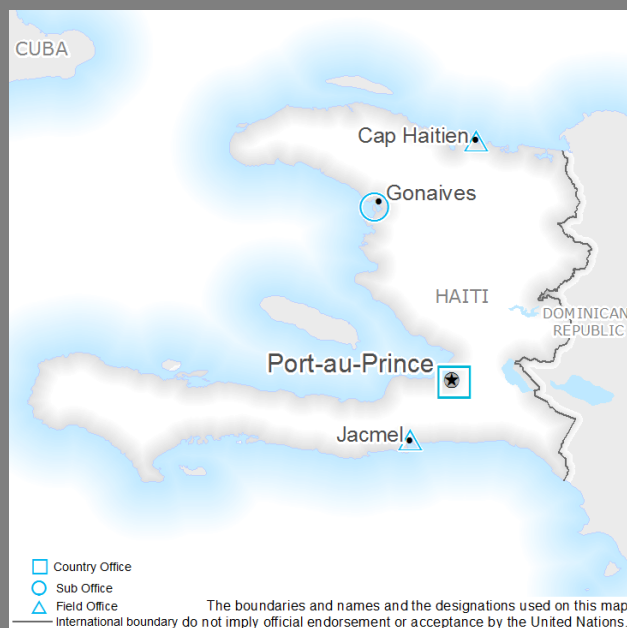 CUBA
Cap Haitien
Gonaives
HAITI
DOMINICAN
REPUBLIC
Port-au-Prince
Jacmel
Country Office
Sub Office
Field Office
International boundary
The boundaries and names and the designations used on this map
do not imply official endorsement or acceptance by the United Nations.